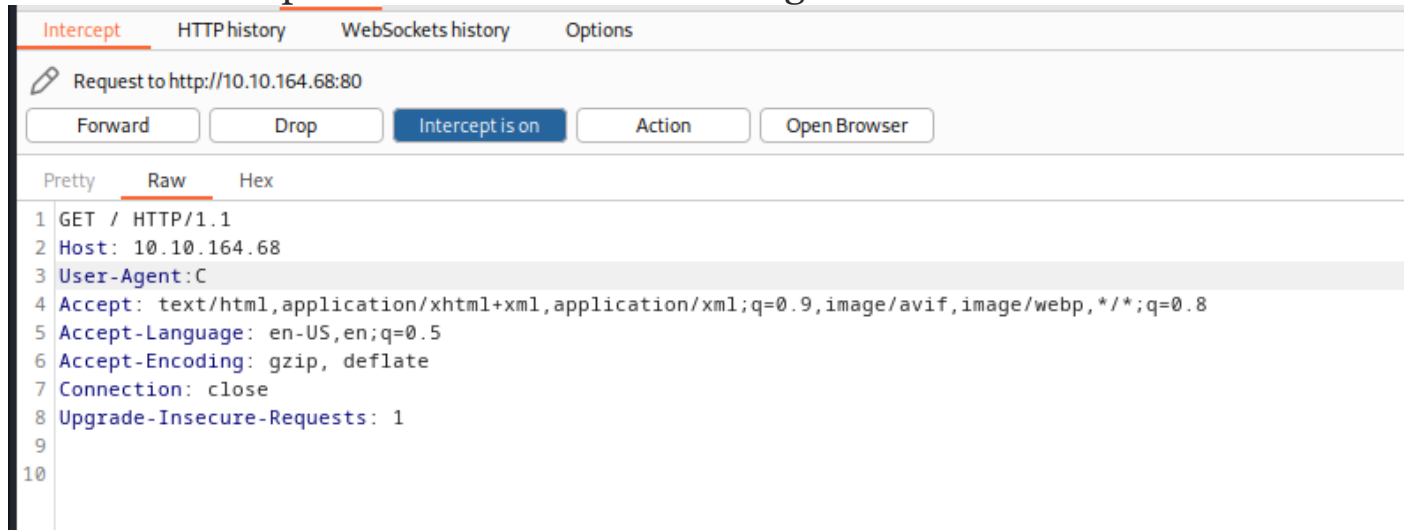 Intercept HTTP history WebSockets history Options
Request to http://10.10.164.68:80
Forward Drop Intercept is on Action Open Browser
Pretty Raw Hex
1 GET / HTTP/1.1
2 Host: 10.10.164.68
3 User-Agent:C
4 Accept: text/html,application/xhtml+xml,application/xml;q=0.9,image/avif,image/webp,*/*;q=0.8
5 Accept-Language: en-US,en;q=0.5
6 Accept-Encoding: gzip, deflate
7 Connection: close
8 Upgrade-Insecure-Requests: 1
9
10